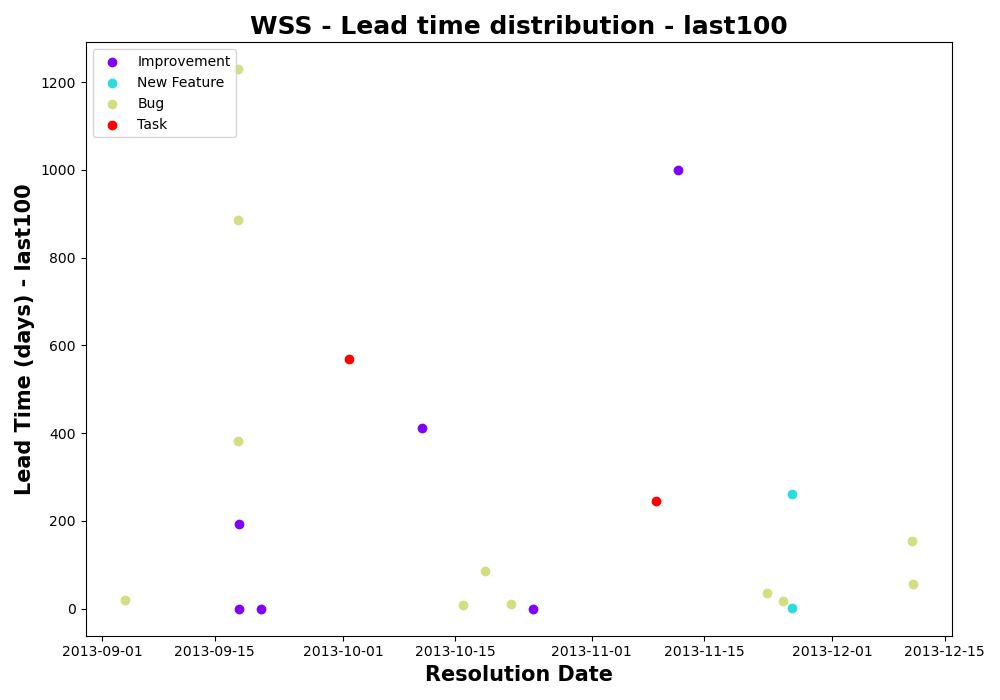 WSS - Lead time distribution - last100
Improvement
New Feature
Bug
Task
Lead Time (days) - last100
1200
1000
800
600
400
200
0
2013-09-01 2013-09-15 2013-10-01 2013-10-15 2013-11-01 2013-11-15 2013-12-01 2013-12-15
Resolution Date